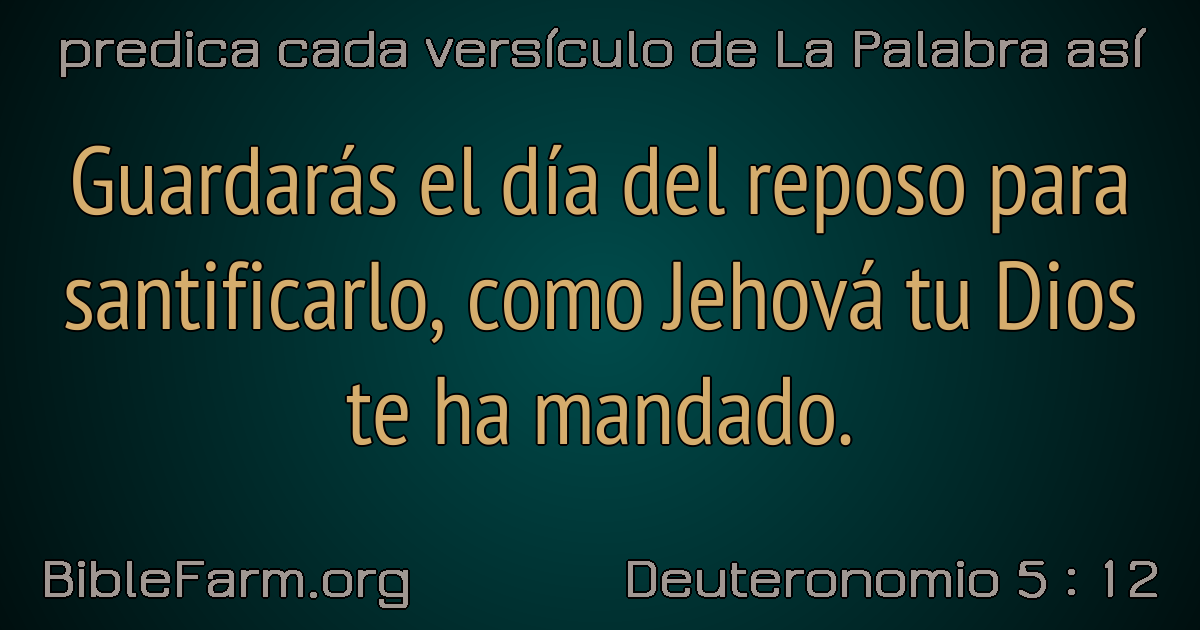 predica cada versículo de La Palabra así
Guardarás el día del reposo para
santificarlo, como Jehová tu Dios
te ha mandado.
BibleFarm.org
Deuteronomio 5 : 12